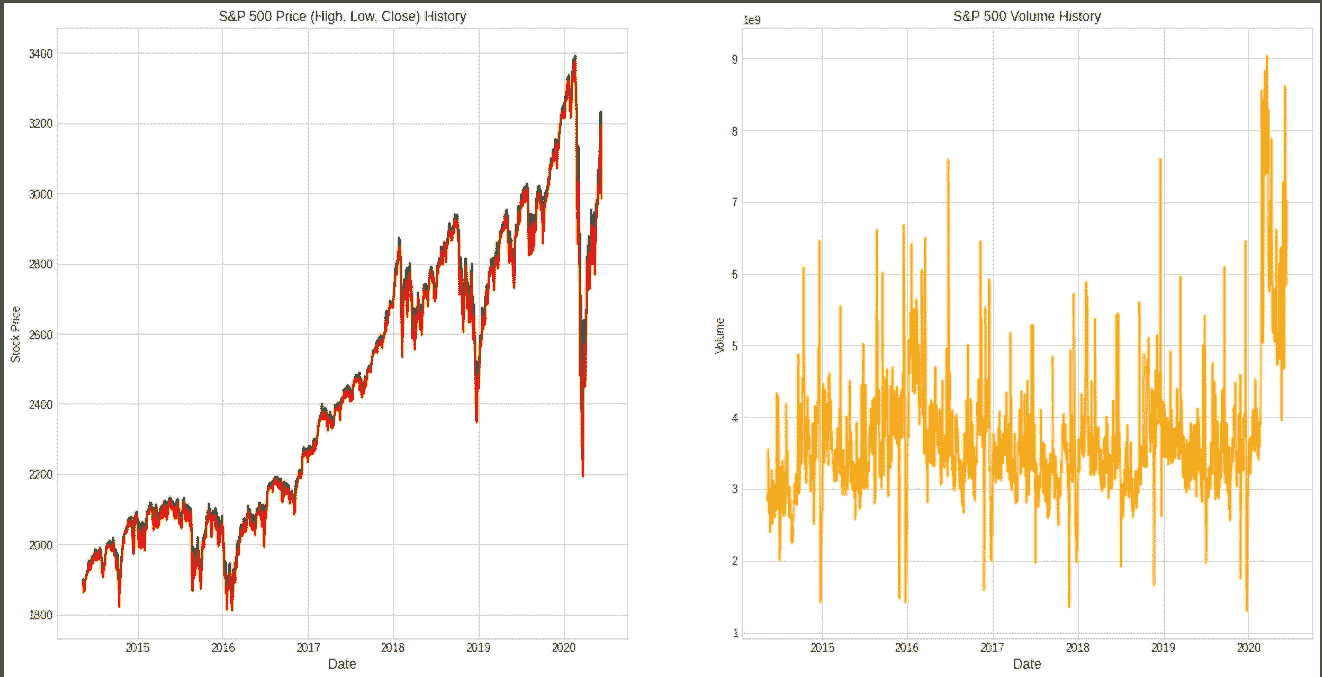 S&P 500 Price (High, Low, Close) History
3400
3200
3000
2800
2600
2400
2200
2000
1800
Stock Price
2015 2016 2017 2018 2019 2020
Date
S&P 500 Volume History
1e9
9
8
7
6
5
4
3
2
1
Volume
2015 2016 2017 2018 2019 2020
Date